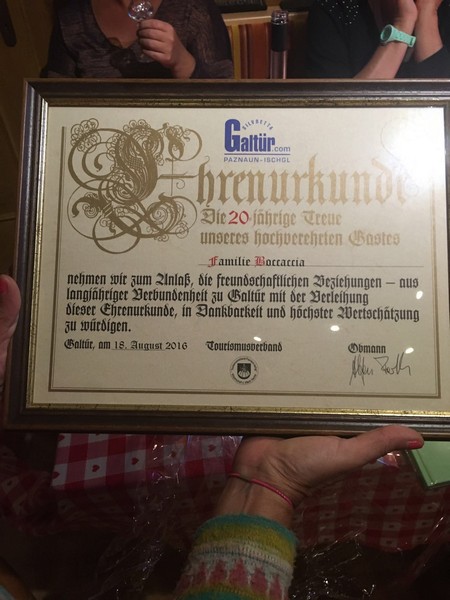 SILVRETTA
Galtür.com
PAZNAUN-ISCHGL
Ehrenurkunde
Die 20-jährige Treue
unseres hochverehrten Gastes
Familie Boccaccia
nehmen wir zum Anlaß, die freundschaftlichen Beziehungen – aus
langjähriger Verbundenheit zu Galtür mit der Verleihung
dieser Ehrenurkunde, in Dankbarkeit und höchster Wertschätzung
zu würdigen.
Galtür, am 18. August 2016 Tourismusverband Obmann